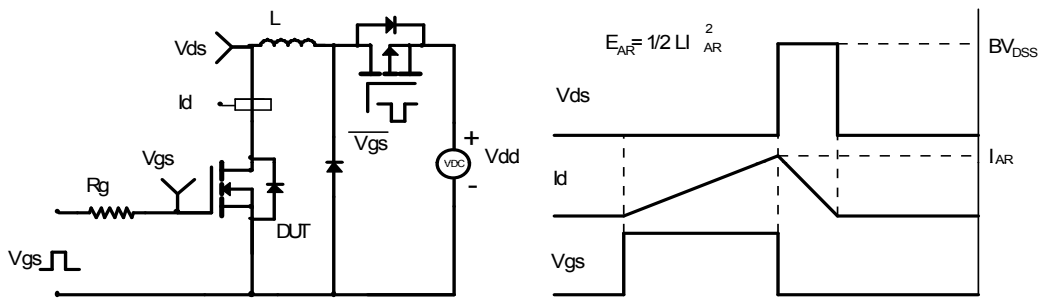 L
Vds
Id
Vgs
Rg
DUT
Vgs
Vgs
+
VDC
Vdd
-
E_AR= 1/2 LI²_AR
BV_DSS
Vds
I_AR
Id
Vgs